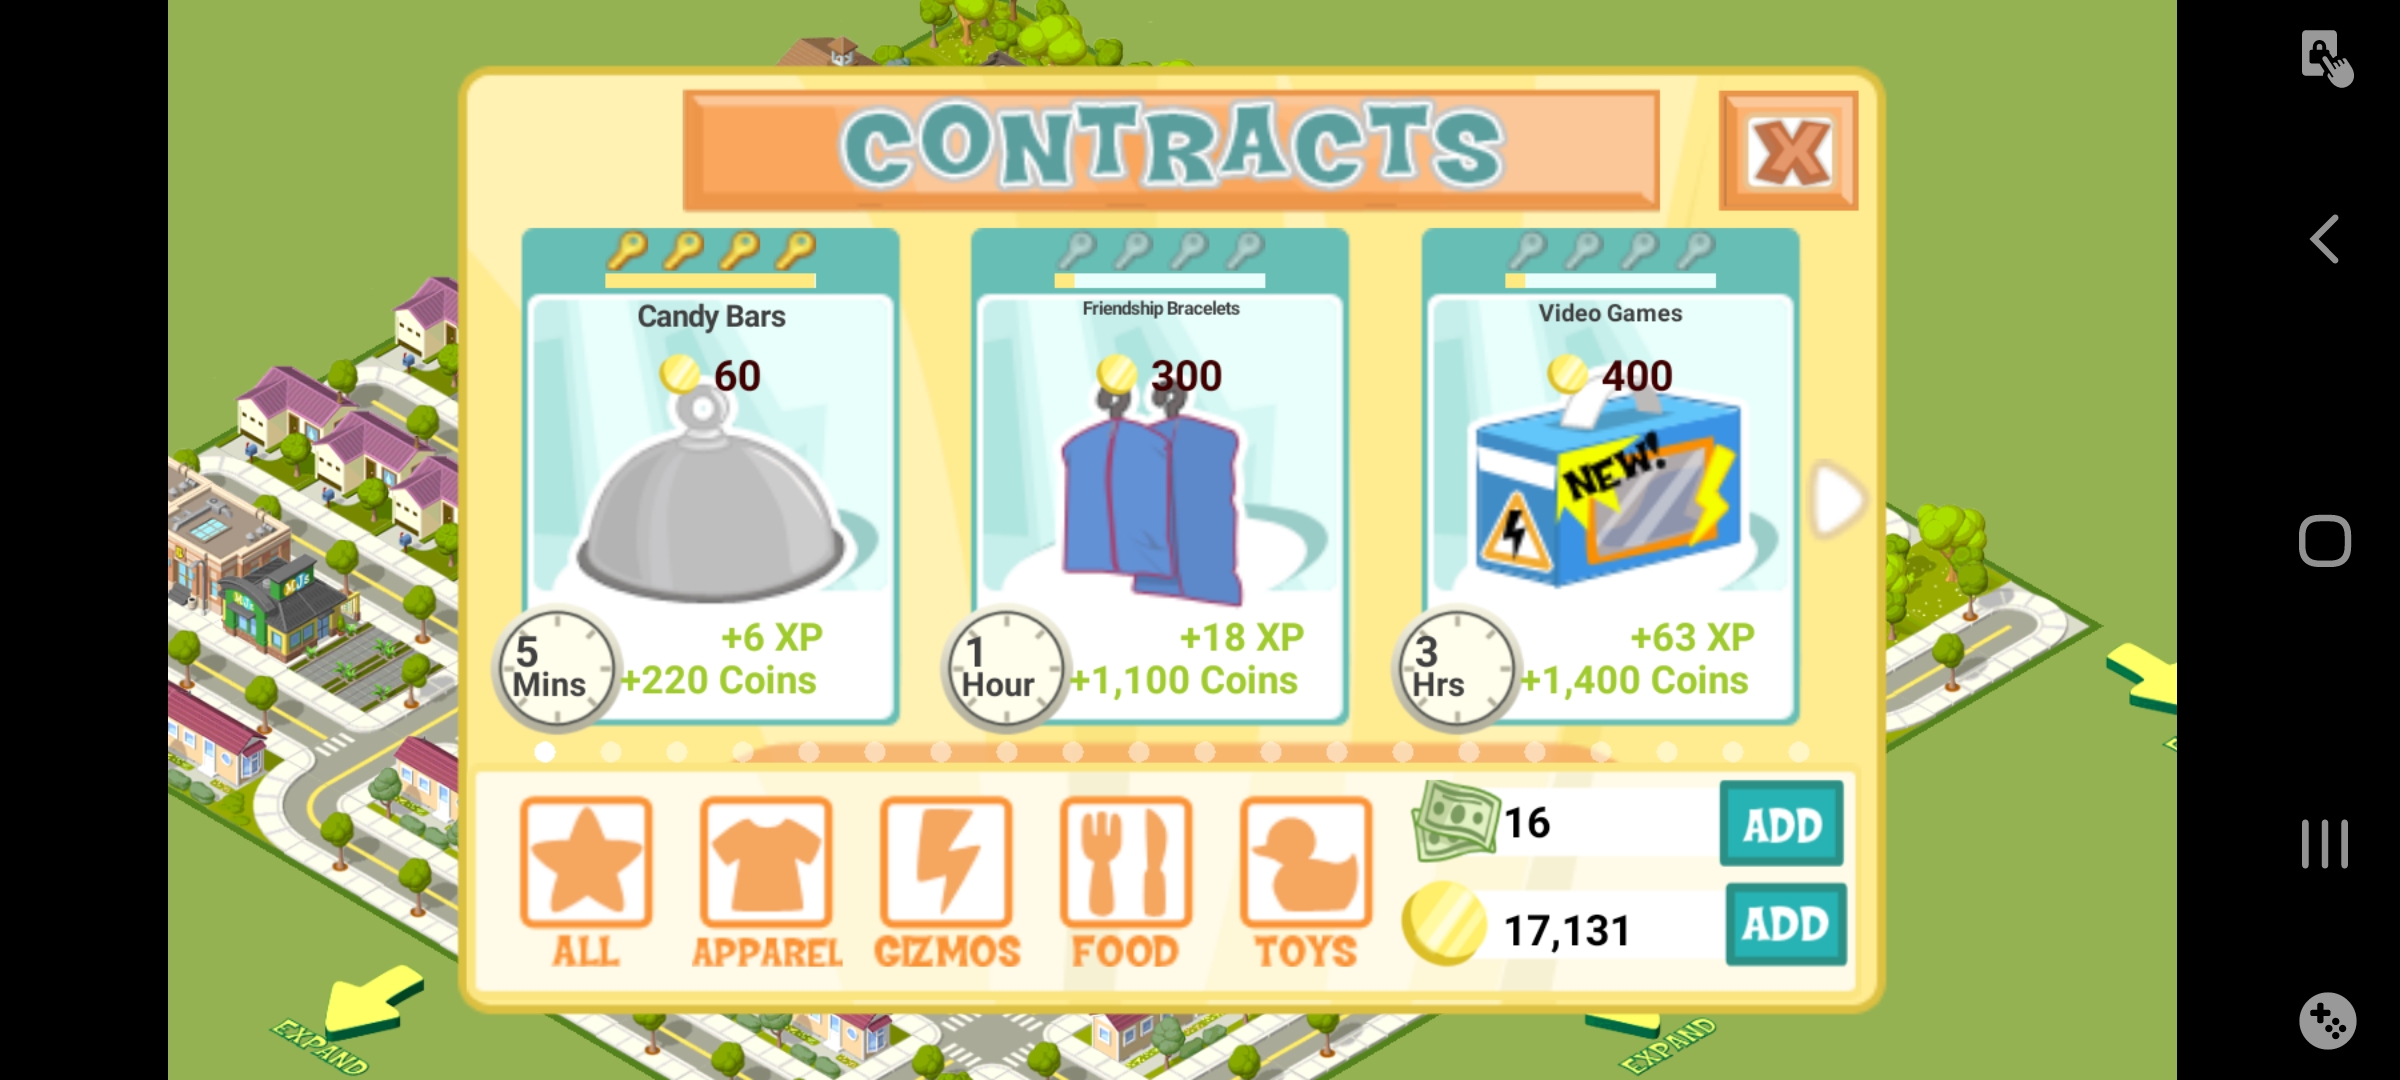 CONTRACTS
X
Candy Bars
60
5
Mins
+6 XP
+220 Coins
Friendship Bracelets
300
1
Hour
+18 XP
+1,100 Coins
Video Games
400
NEW!
3
Hrs
+63 XP
+1,400 Coins
ALL
APPAREL
GIZMOS
FOOD
TOYS
16
ADD
17,131
ADD
MJs
MJs
EXPAND
EXPAND